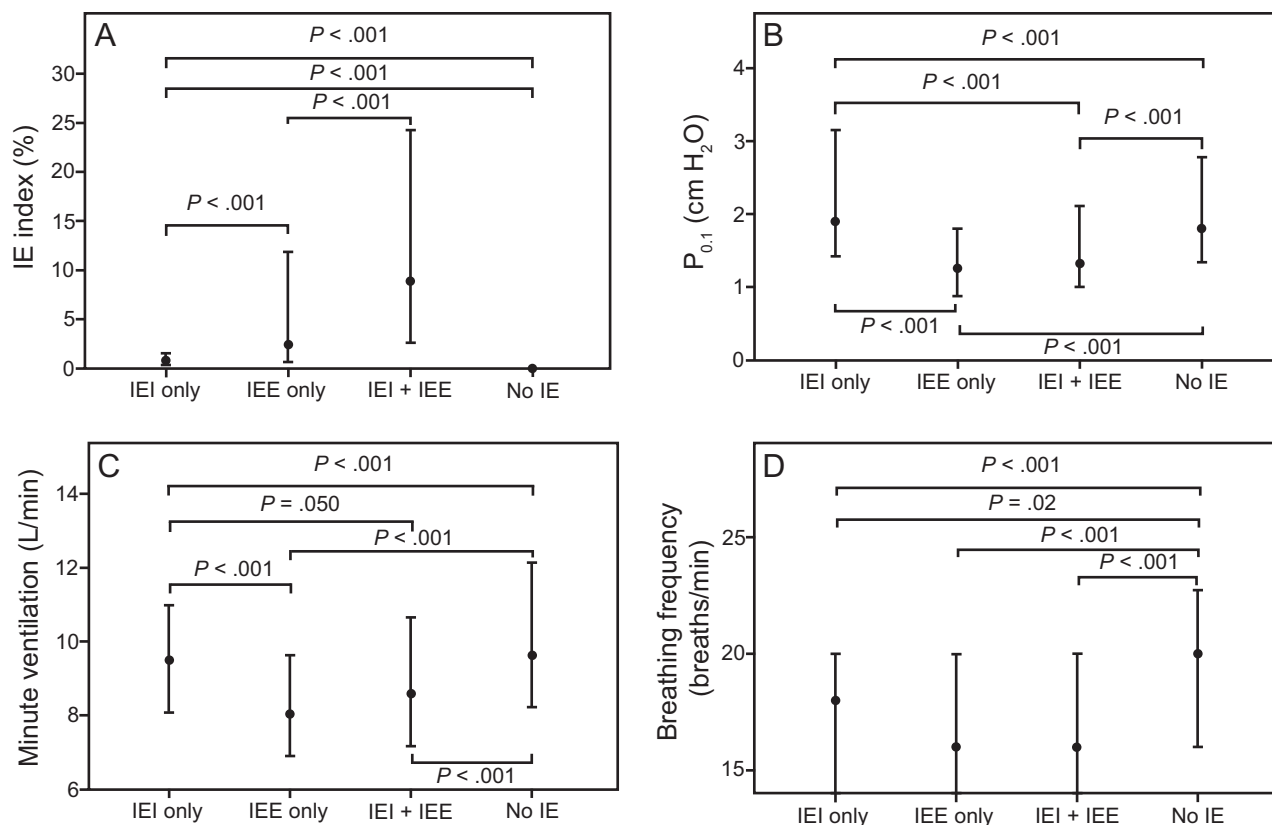 A
P < .001
P < .001
P < .001
P < .001
IE index (%)
30
25
20
15
10
5
0
IEI only
IEE only
IEI + IEE
No IE
B
P < .001
P < .001
P < .001
P < .001
P < .001
P0.1 (cm H2O)
4
3
2
1
0
IEI only
IEE only
IEI + IEE
No IE
C
P < .001
P = .050
P < .001
P < .001
P < .001
Minute ventilation (L/min)
14
12
10
8
6
IEI only
IEE only
IEI + IEE
No IE
D
P < .001
P = .02
P < .001
P < .001
Breathing frequency
(breaths/min)
25
20
15
IEI only
IEE only
IEI + IEE
No IE